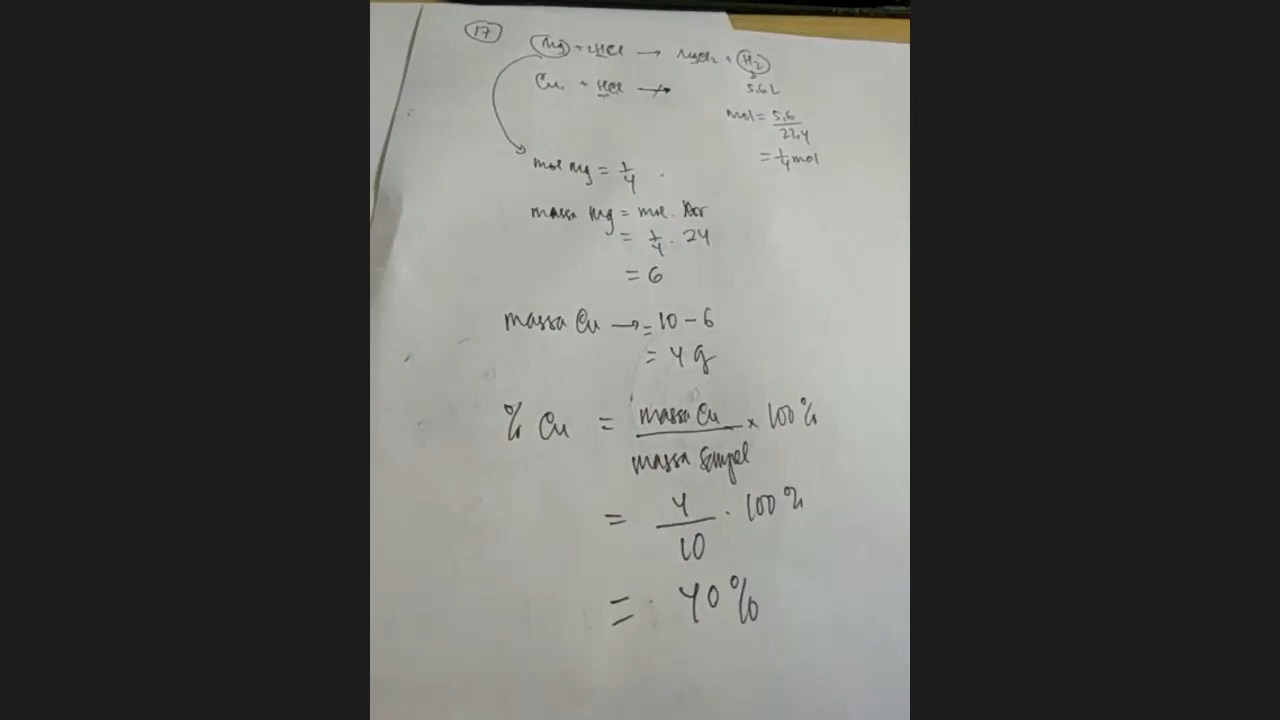 17
Mg + 2HCl → MgCl₂ + H₂
Cu + HCl ↛
5,6 L
mol = 5,6 / 22,4
= 1/4 mol
mol Mg = 1/4
massa Mg = mol . Ar
= 1/4 . 24
= 6
massa Cu → = 10 - 6
= 4 g
% Cu = massa Cu / massa Sampel × 100%
= 4 / 10 . 100%
= 40%